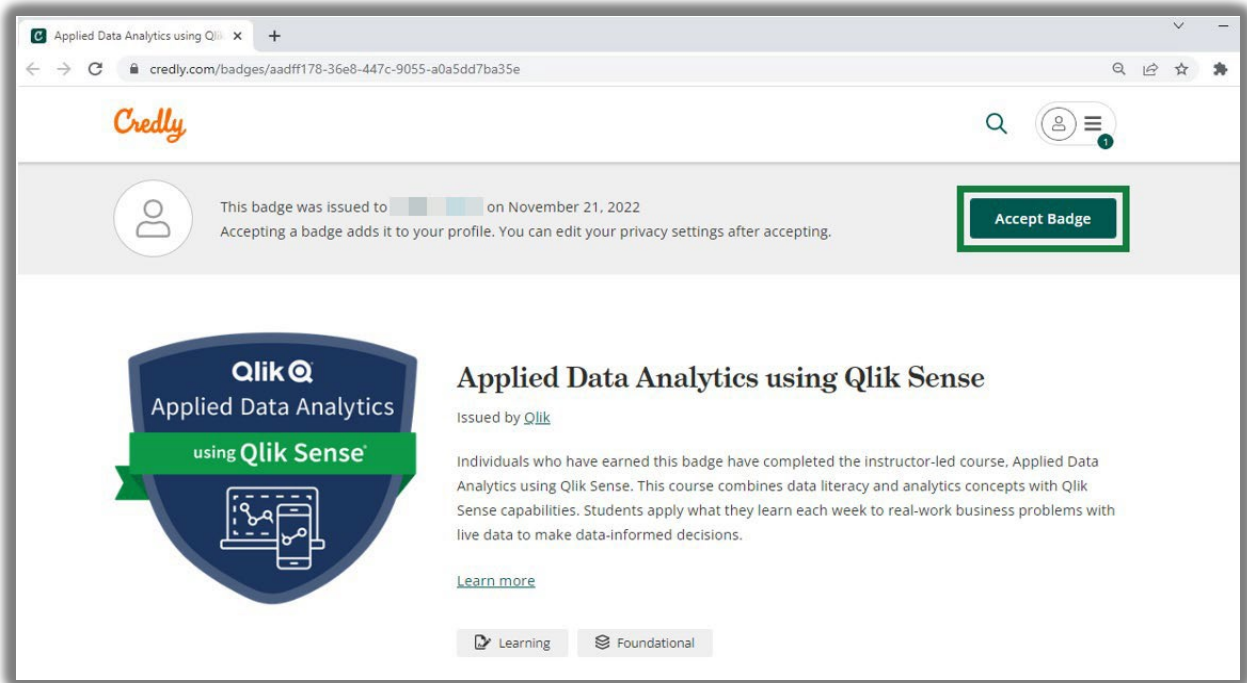 Applied Data Analytics using Qli
credly.com/badges/aadff178-36e8-447c-9055-a0a5dd7ba35e
Credly
1
This badge was issued to on November 21, 2022
Accepting a badge adds it to your profile. You can edit your privacy settings after accepting.
Accept Badge
Qlik
Applied Data Analytics
using Qlik Sense
Applied Data Analytics using Qlik Sense
Issued by Qlik
Individuals who have earned this badge have completed the instructor-led course, Applied Data
Analytics using Qlik Sense. This course combines data literacy and analytics concepts with Qlik
Sense capabilities. Students apply what they learn each week to real-work business problems with
live data to make data-informed decisions.
Learn more
Learning
Foundational